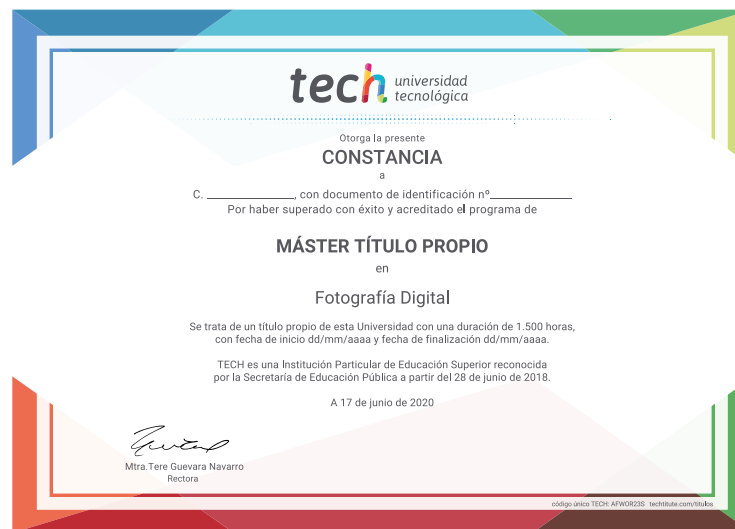 tech universidad
tecnológica
Otorga la presente
CONSTANCIA
a
C. ________________, con documento de identificación nº______________
Por haber superado con éxito y acreditado el programa de
MÁSTER TÍTULO PROPIO
en
Fotografía Digital
Se trata de un título propio de esta Universidad con una duración de 1.500 horas,
con fecha de inicio dd/mm/aaaa y fecha de finalización dd/mm/aaaa.
TECH es una Institución Particular de Educación Superior reconocida
por la Secretaría de Educación Pública a partir del 28 de junio de 2018.
A 17 de junio de 2020
Mtra.Tere Guevara Navarro
Rectora
código único TECH: AFWOR23S techtitute.com/titulos